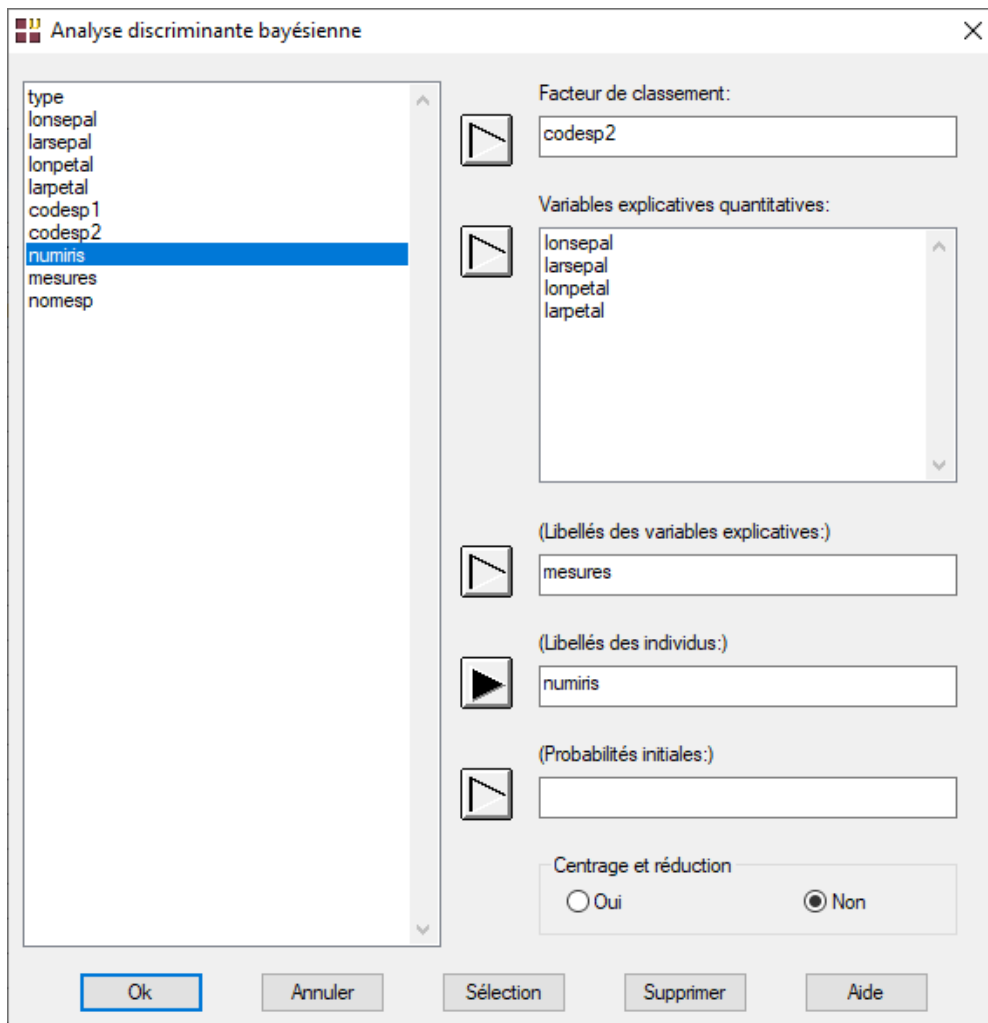 Analyse discriminante bayésienne
type
lonsepal
larsepal
lonpetal
larpetal
codesp1
codesp2
numiris
mesures
nomesp
Facteur de classement:
codesp2
Variables explicatives quantitatives:
lonsepal
larsepal
lonpetal
larpetal
(Libellés des variables explicatives:)
mesures
(Libellés des individus:)
numiris
(Probabilités initiales:)
Centrage et réduction
Oui
Non
Ok
Annuler
Sélection
Supprimer
Aide